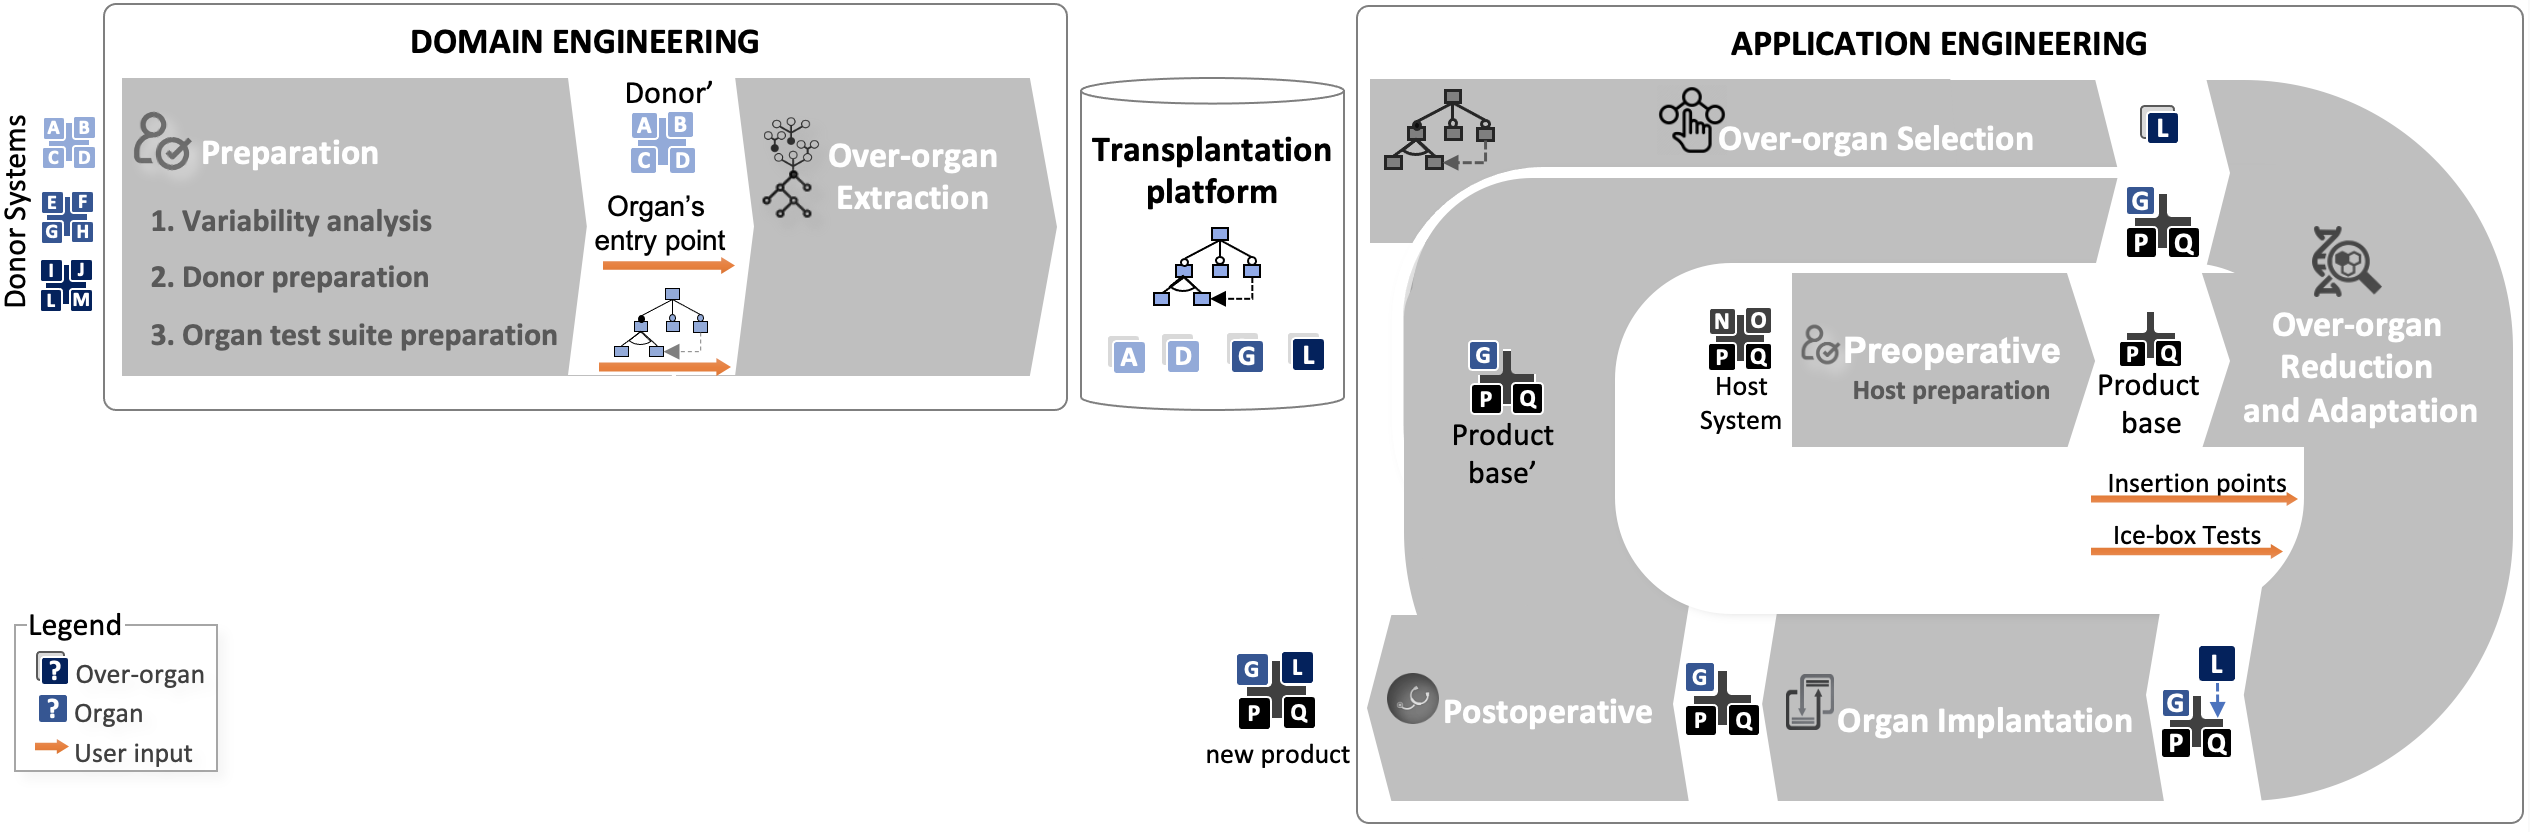 DOMAIN ENGINEERING
Donor Systems
A B
C D
E F
G H
I J
L M
Preparation
1. Variability analysis
2. Donor preparation
3. Organ test suite preparation
Donor’
A B
C D
Organ’s
entry point
Over-organ
Extraction
Transplantation
platform
A D G L
APPLICATION ENGINEERING
Over-organ Selection
L
G
P Q
N O
P Q
Host
System
Preoperative
Host preparation
P Q
Product
base
Over-organ
Reduction
and Adaptation
G
P Q
Product
base’
Insertion points
Ice-box Tests
L
G
P Q
Organ Implantation
G
P Q
Postoperative
G L
P Q
new product
Legend
? Over-organ
? Organ
User input